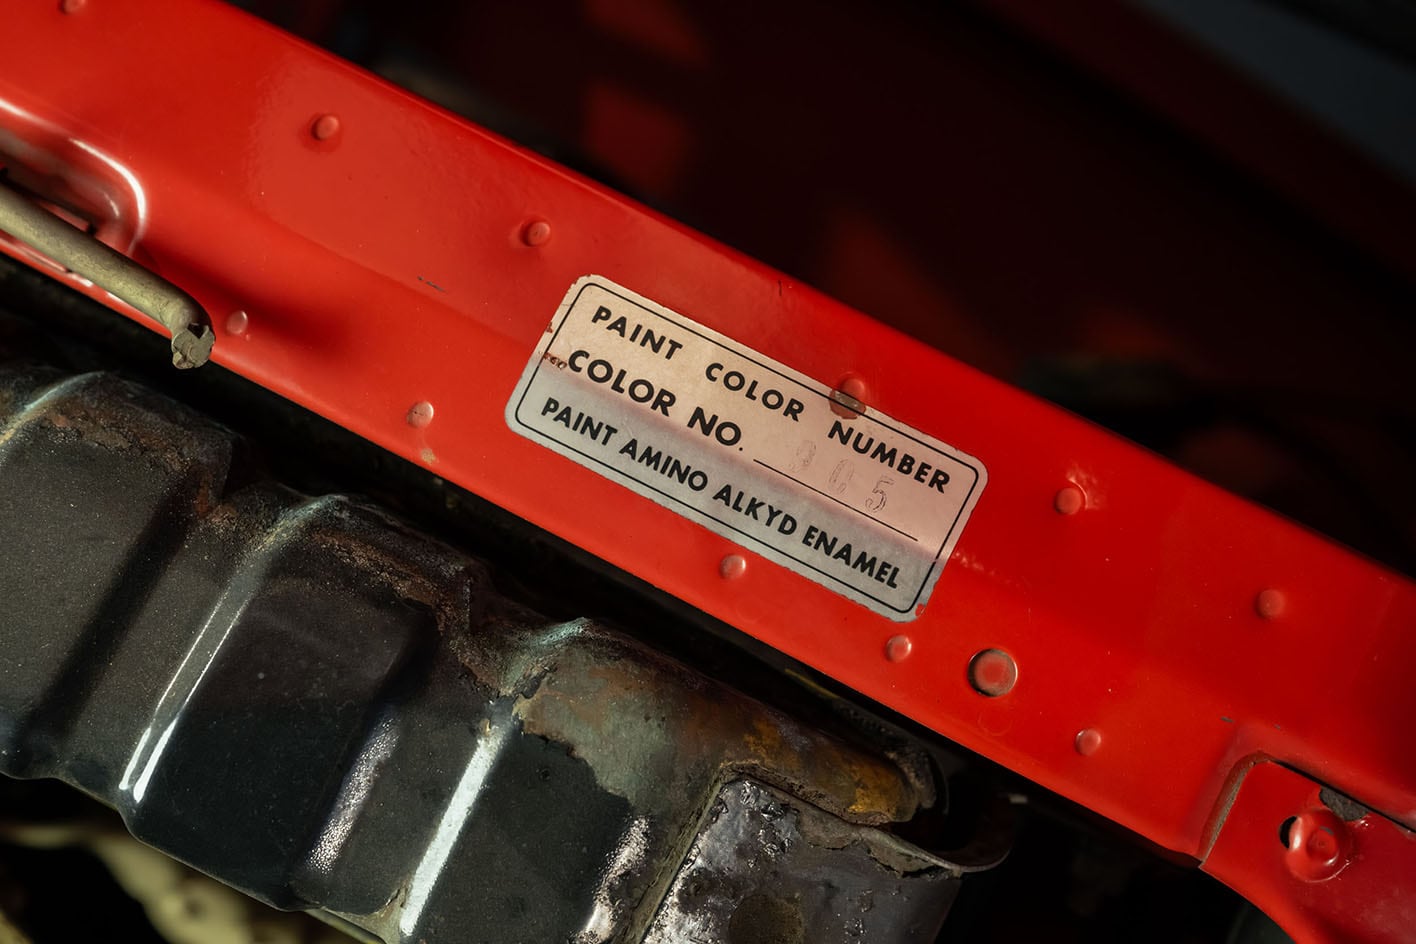 PAINT COLOR NUMBER
COLOR NO. 905
PAINT AMINO ALKYD ENAMEL